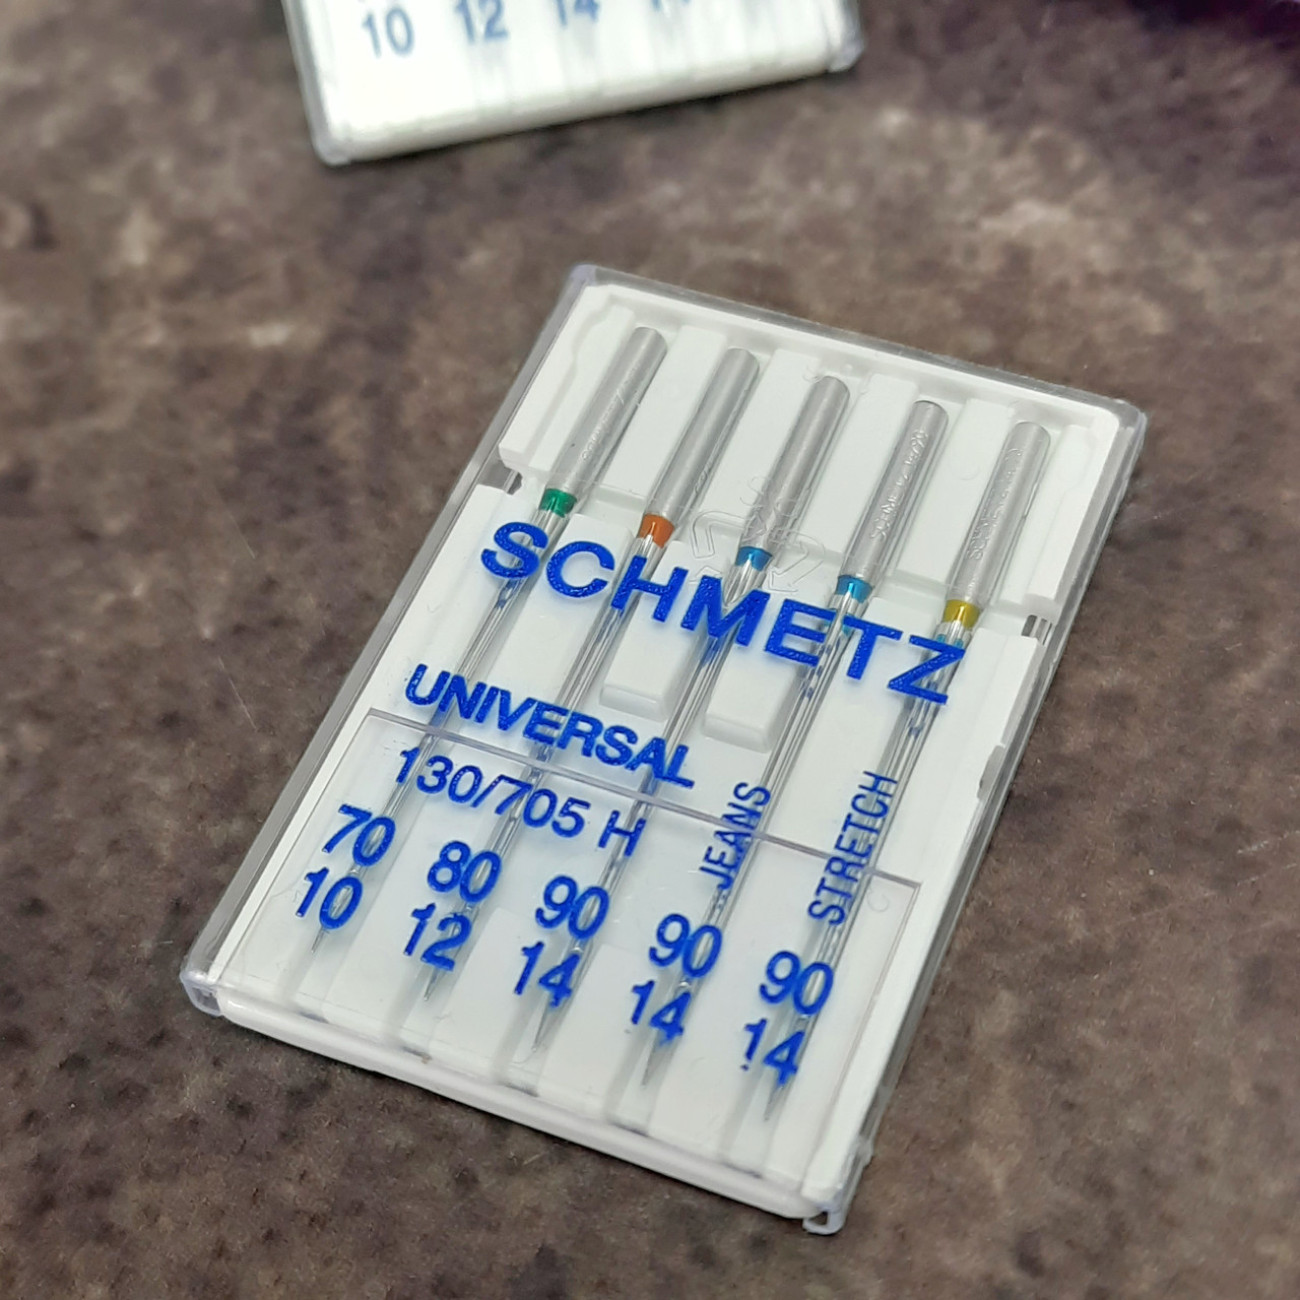 10 12 14
SCHMETZ
UNIVERSAL
130/705 H
JEANS
STRETCH
70 80 90 90 90
10 12 14 14 14